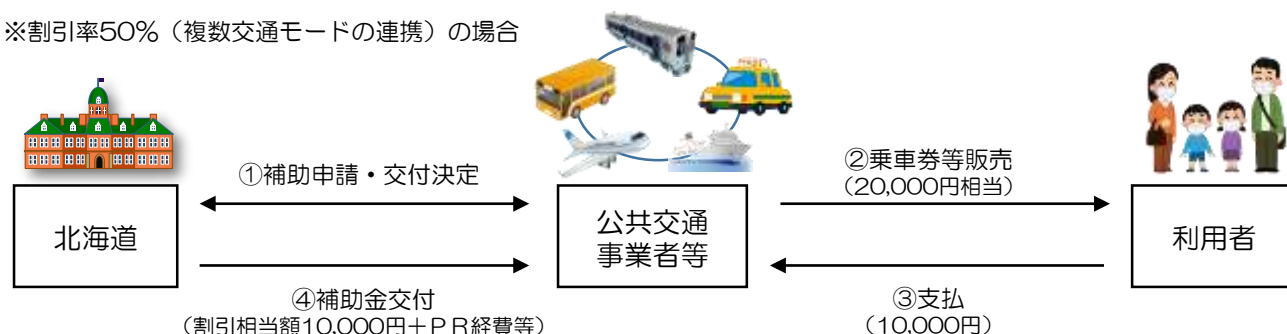 ※割引率50%（複数交通モードの連携）の場合
①補助申請・交付決定
②乗車券等販売
（20,000円相当）
北海道
公共交通
事業者等
利用者
④補助金交付
（割引相当額10,000円＋ＰＲ経費等）
③支払
（10,000円）